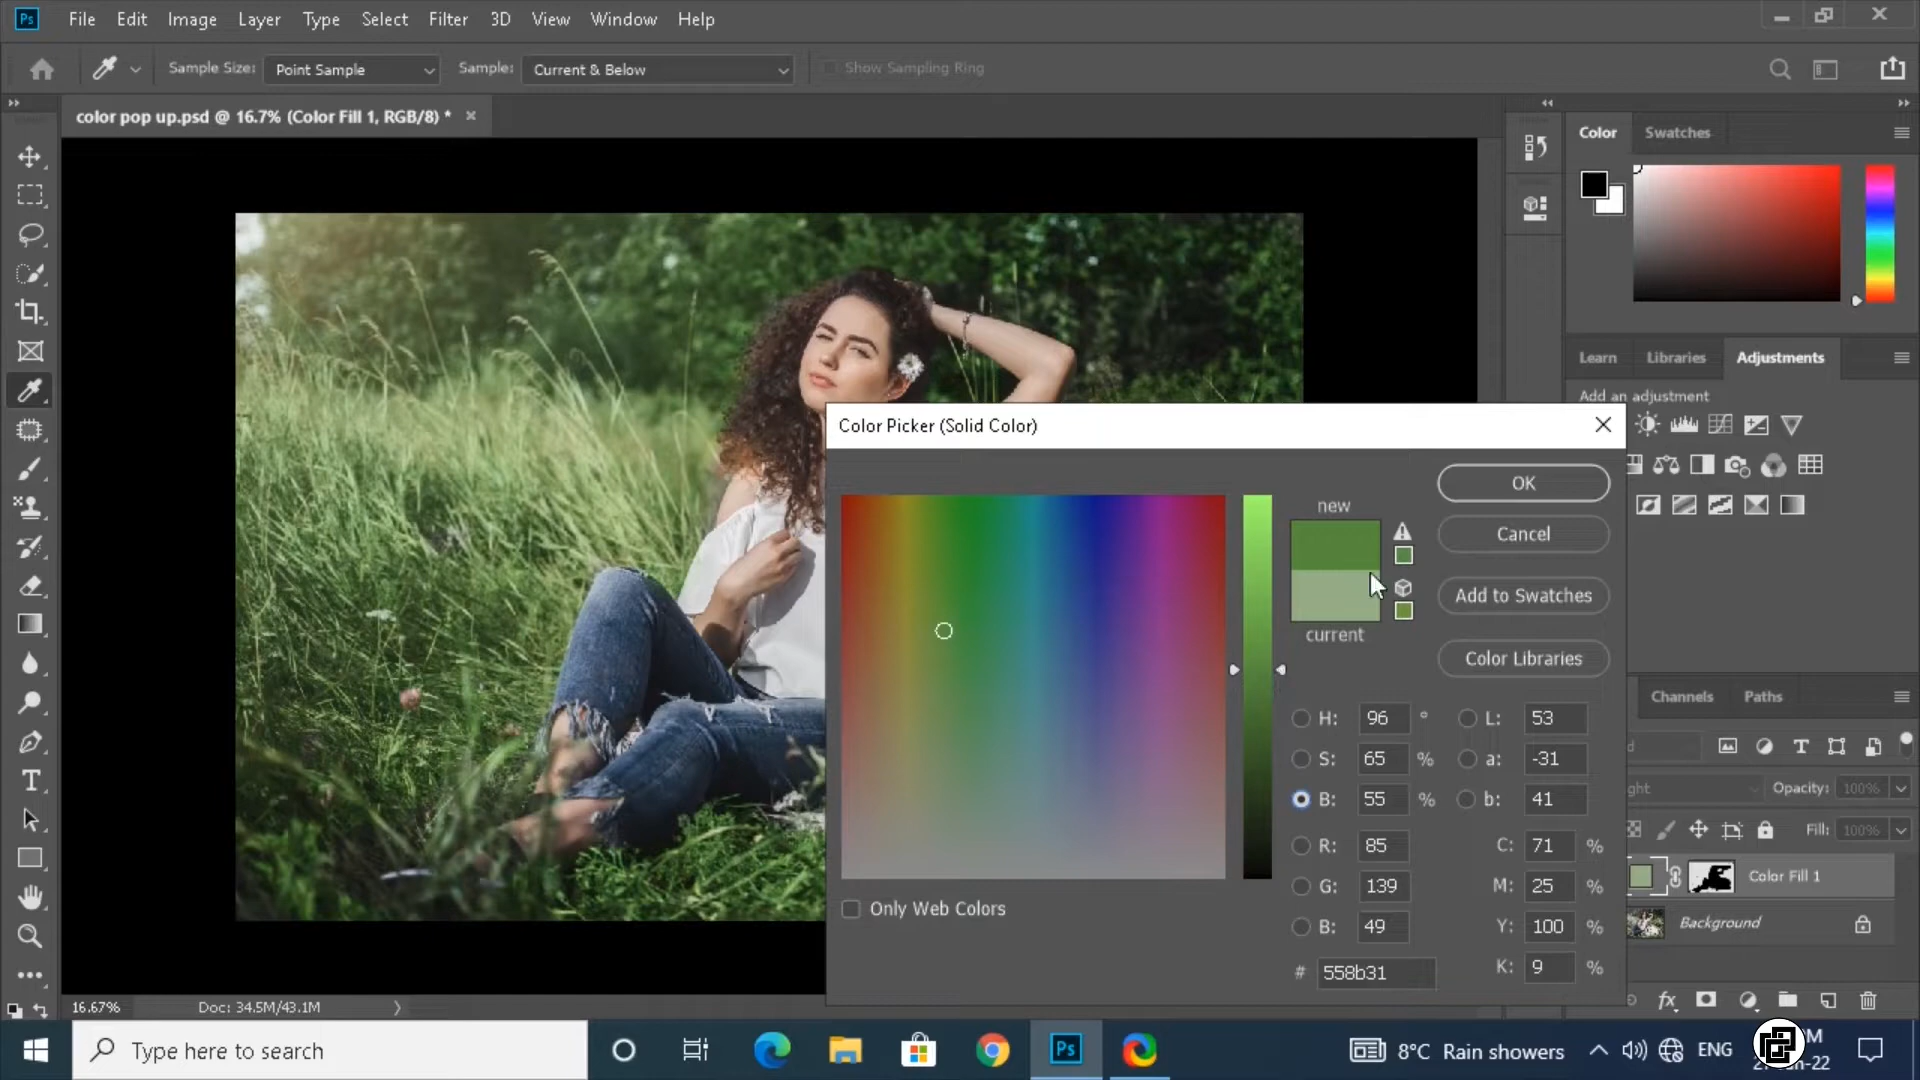 Ps File Edit Image Layer Type Select Filter 3D View Window Help
Sample Size: Point Sample Sample: Current & Below Show Sampling Ring
color pop up.psd @ 16.7% (Color Fill 1, RGB/8) *
Color Swatches
Learn Libraries Adjustments
Add an adjustment
Color Picker (Solid Color)
new
OK
Cancel
Add to Swatches
current
Color Libraries
H: 96 ° L: 53
S: 65 % a: -31
B: 55 % b: 41
R: 85 C: 71 %
G: 139 M: 25 %
B: 49 Y: 100 %
# 558b31 K: 9 %
Only Web Colors
Channels Paths
Opacity: 100%
Fill: 100%
Color Fill 1
Background
fx
16.67% Doc: 34.5M/43.1M
Type here to search
Ps
8°C Rain showers
ENG